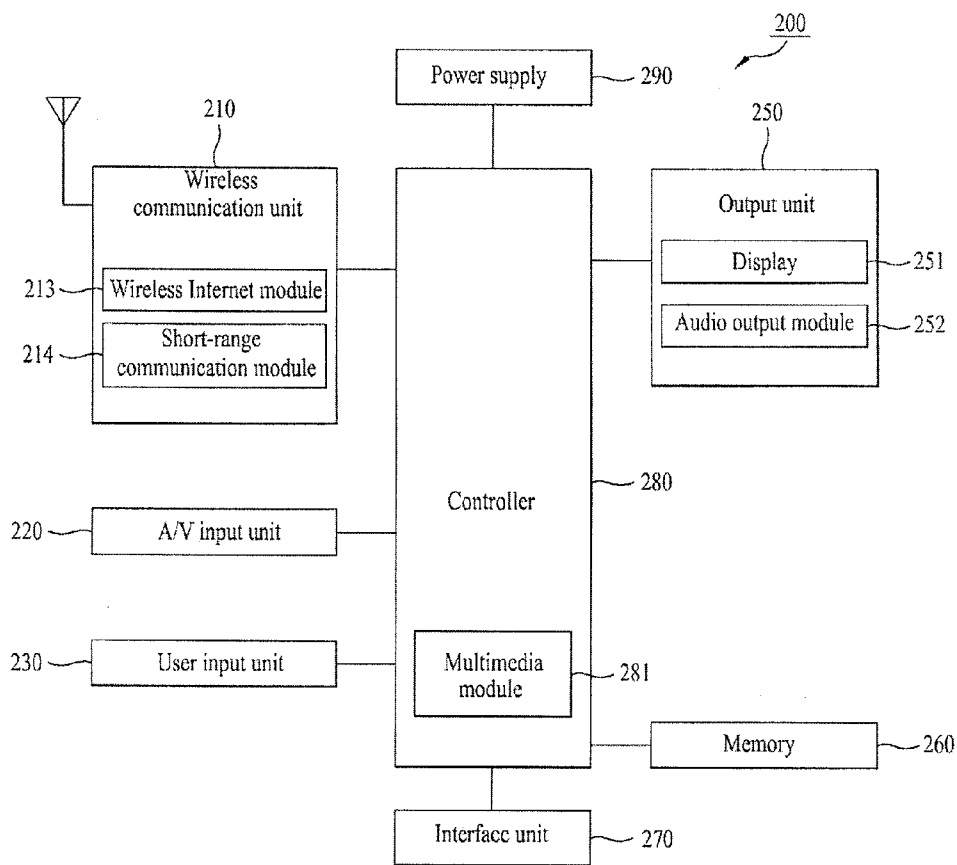 200
Power supply
290
210
250
Wireless
communication unit
Output unit
Display
251
213
Wireless Internet module
Audio output module
252
214
Short-range
communication module
Controller
280
220
A/V input unit
230
User input unit
Multimedia
module
281
Memory
260
Interface unit
270